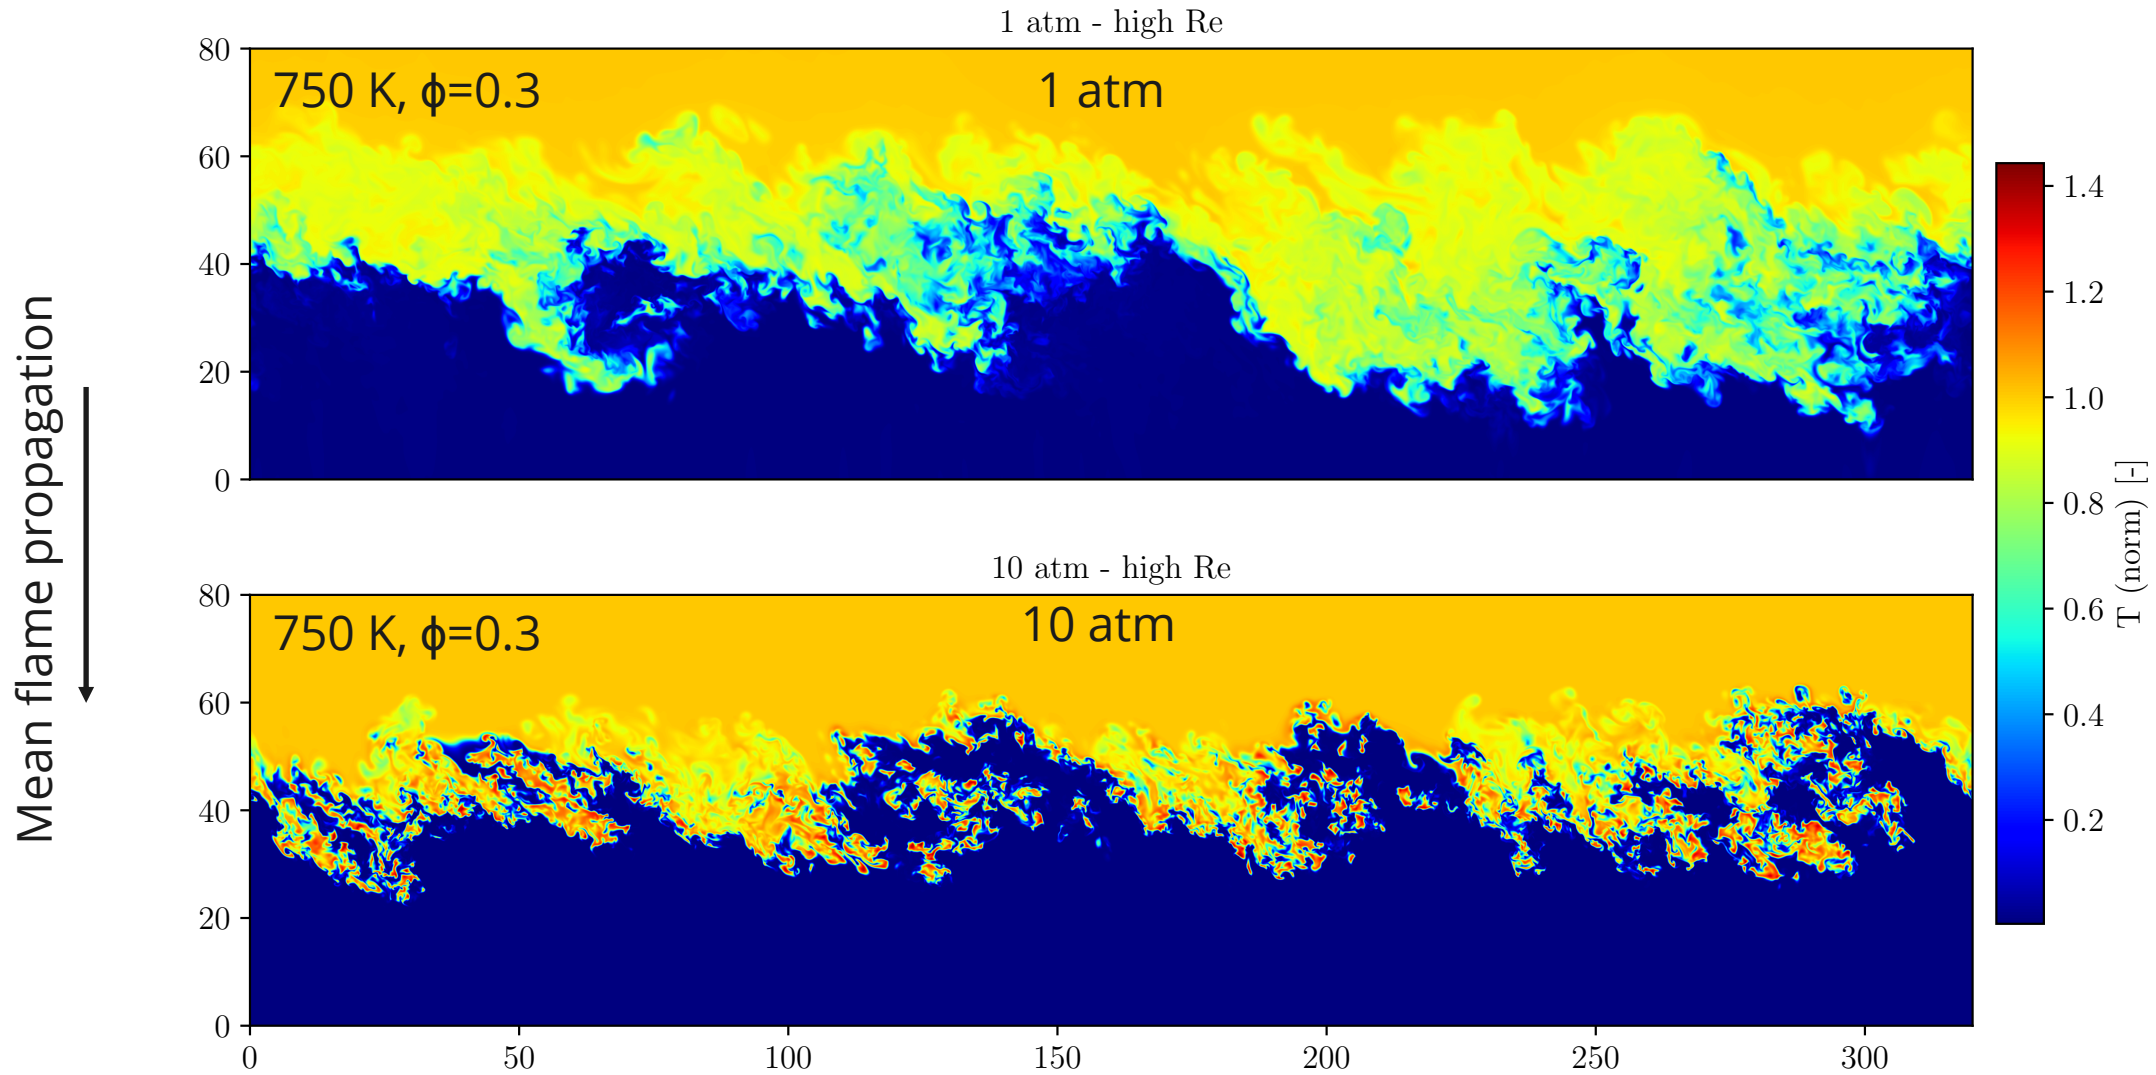 1 atm - high Re
750 K, ϕ=0.3
1 atm
80
60
40
20
0
Mean flame propagation
10 atm - high Re
750 K, ϕ=0.3
10 atm
80
60
40
20
0
0 50 100 150 200 250 300
1.4
1.2
1.0
0.8
0.6
0.4
0.2
T (norm) [-]